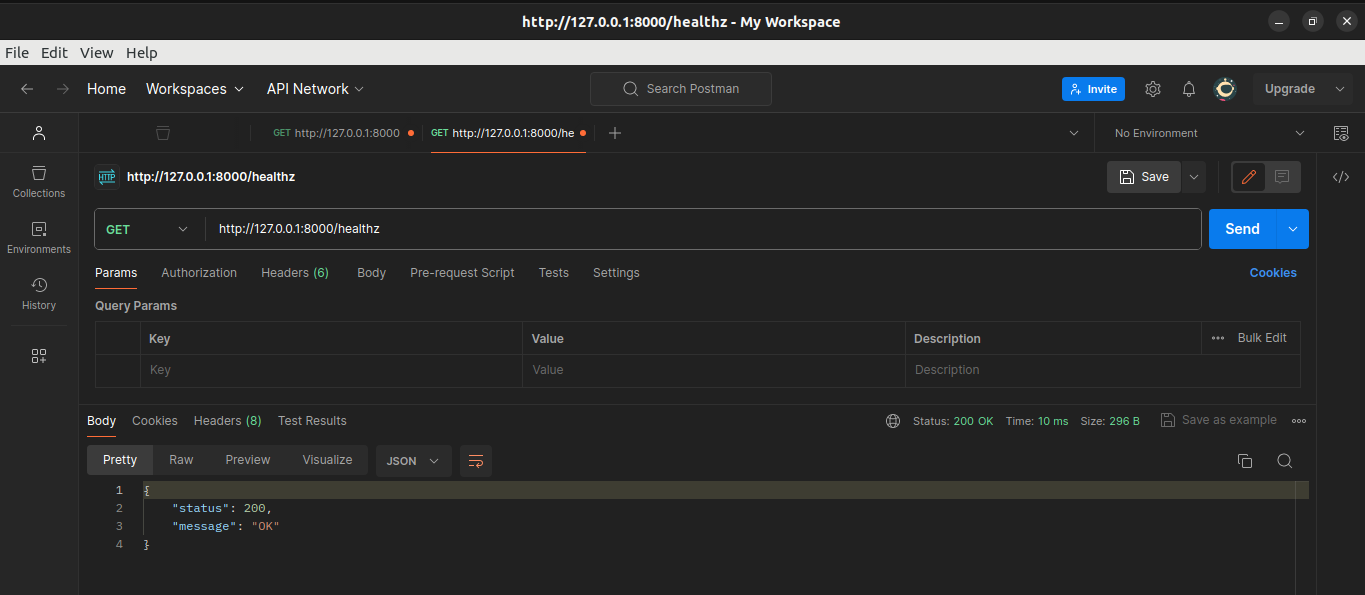 http://127.0.0.1:8000/healthz - My Workspace
File Edit View Help
Home Workspaces API Network Search Postman Invite Upgrade
GET http://127.0.0.1:8000 GET http://127.0.0.1:8000/he No Environment
HTTP http://127.0.0.1:8000/healthz Save
Collections
GET http://127.0.0.1:8000/healthz Send
Environments
Params Authorization Headers (6) Body Pre-request Script Tests Settings Cookies
History
Query Params
Key Value Description Bulk Edit
Key Value Description
Body Cookies Headers (8) Test Results Status: 200 OK Time: 10 ms Size: 296 B Save as example
Pretty Raw Preview Visualize JSON
1 {
2 "status": 200,
3 "message": "OK"
4 }